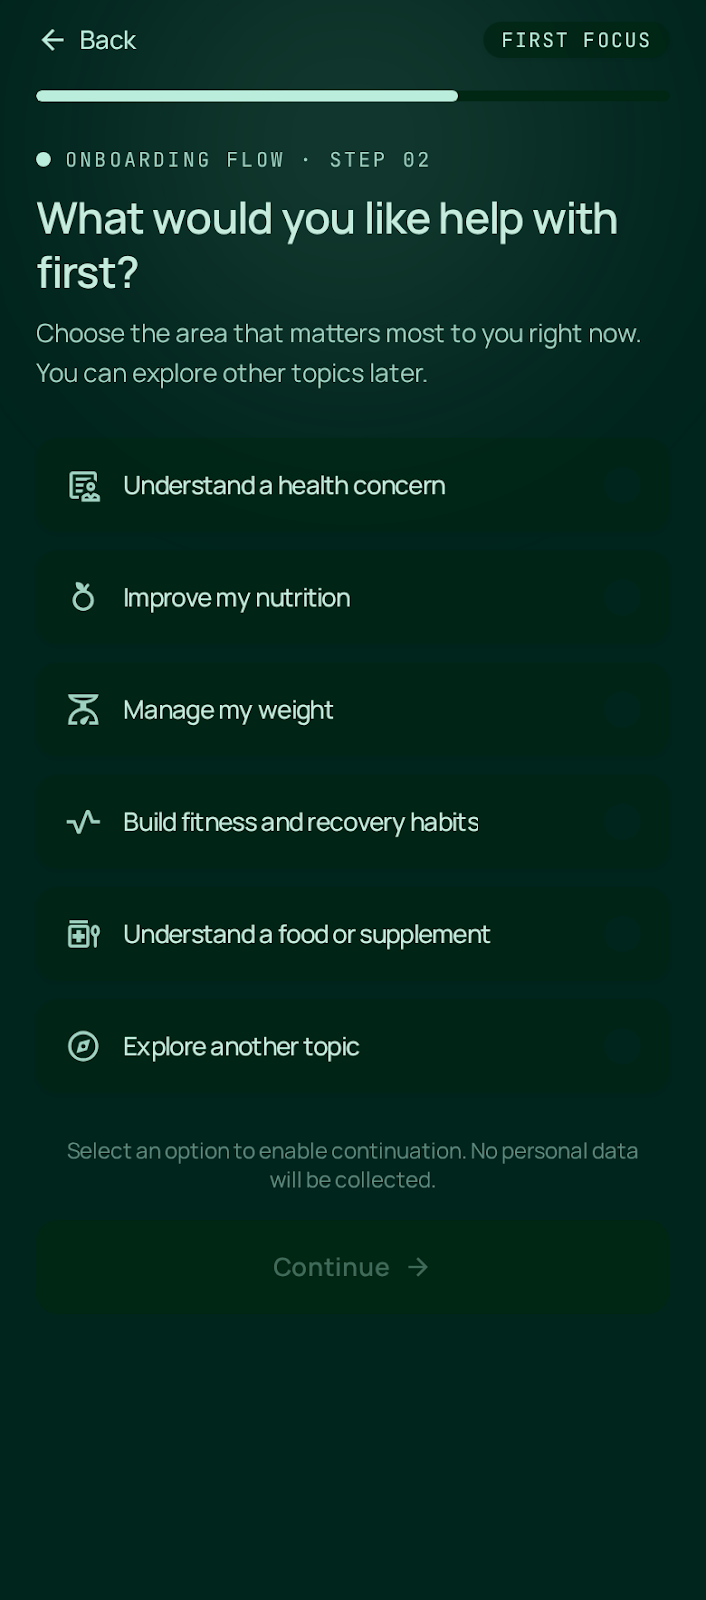 Back
FIRST FOCUS
ONBOARDING FLOW · STEP 02
What would you like help with
first?
Choose the area that matters most to you right now.
You can explore other topics later.
Understand a health concern
Improve my nutrition
Manage my weight
Build fitness and recovery habits
Understand a food or supplement
Explore another topic
Select an option to enable continuation. No personal data
will be collected.
Continue